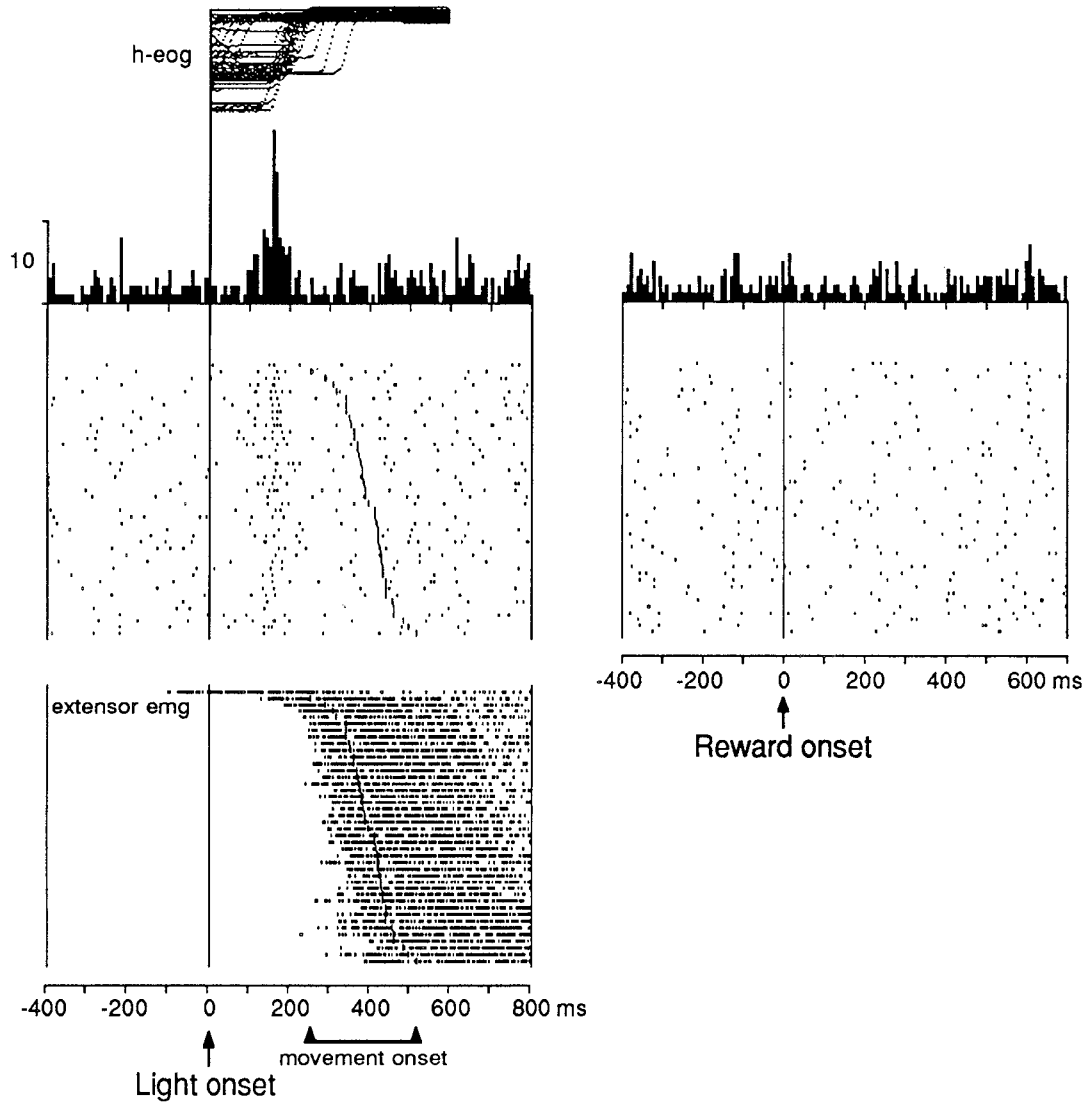 h-eog
10
-400 -200 0 200 400 600 ms
Reward onset
extensor emg
-400 -200 0 200 400 600 800 ms
movement onset
Light onset